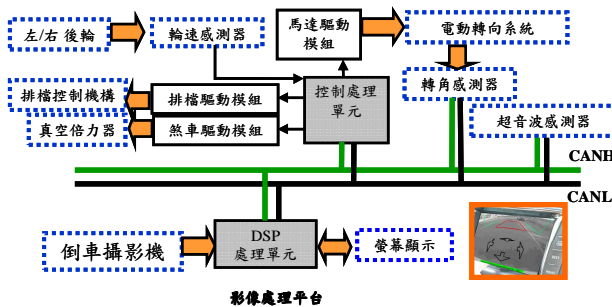 左/右 後輪
輪速感測器
馬達驅動
模組
電動轉向系統
排檔控制機構
排檔驅動模組
控制處理
單元
轉角感測器
真空倍力器
煞車驅動模組
超音波感測器
CANH
CANL
倒車攝影機
DSP
處理單元
螢幕顯示
影像處理平台